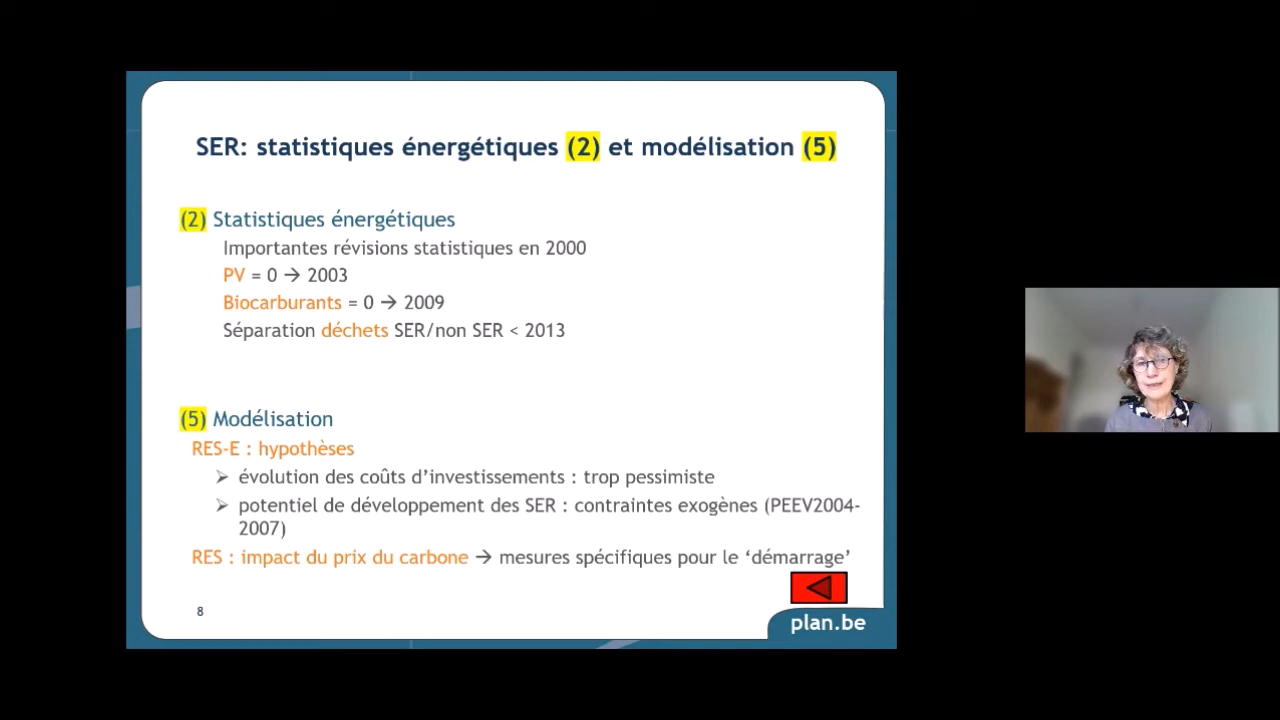 SER: statistiques énergétiques (2) et modélisation (5)
(2) Statistiques énergétiques
Importantes révisions statistiques en 2000
PV = 0 → 2003
Biocarburants = 0 → 2009
Séparation déchets SER/non SER < 2013
(5) Modélisation
RES-E : hypothèses
➢ évolution des coûts d’investissements : trop pessimiste
➢ potentiel de développement des SER : contraintes exogènes (PEEV2004-
2007)
RES : impact du prix du carbone → mesures spécifiques pour le ‘démarrage’
8
plan.be